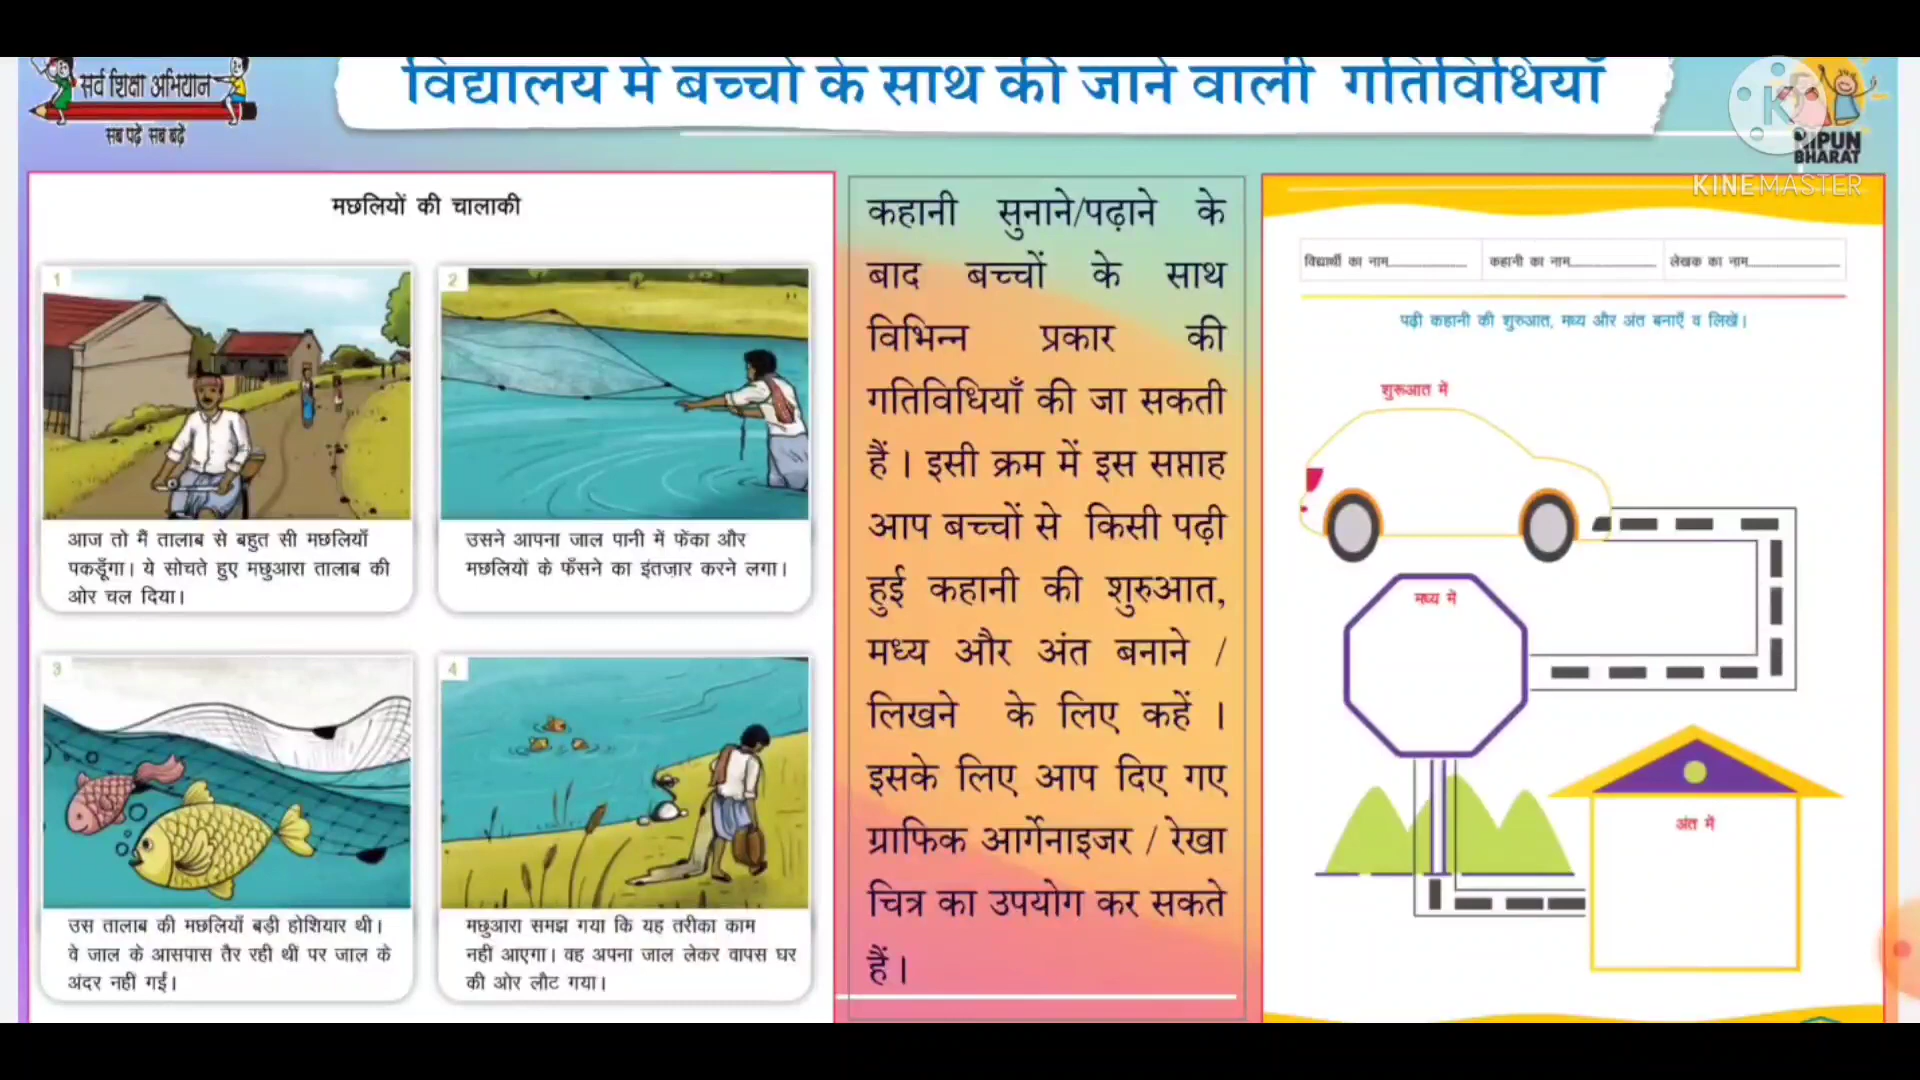 सर्व शिक्षा अभियान
सब पढ़ें सब बढ़ें
विद्यालय में बच्चों के साथ की जाने वाली गतिविधियाँ
NIPUN
BHARAT
KINEMASTER
मछलियों की चालाकी
1
आज तो मैं तालाब से बहुत सी मछलियाँ
पकडूँगा। ये सोचते हुए मछुआरा तालाब की
ओर चल दिया।
2
उसने आपना जाल पानी में फेंका और
मछलियों के फँसने का इंतज़ार करने लगा।
3
उस तालाब की मछलियाँ बड़ी होशियार थी।
वे जाल के आसपास तैर रही थीं पर जाल के
अंदर नहीं गईं।
4
मछुआरा समझ गया कि यह तरीका काम
नहीं आएगा। वह अपना जाल लेकर वापस घर
की ओर लौट गया।
कहानी सुनाने/पढ़ाने के
बाद बच्चों के साथ
विभिन्न प्रकार की
गतिविधियाँ की जा सकती
हैं । इसी क्रम में इस सप्ताह
आप बच्चों से किसी पढ़ी
हुई कहानी की शुरुआत,
मध्य और अंत बनाने /
लिखने के लिए कहें ।
इसके लिए आप दिए गए
ग्राफिक आर्गेनाइजर / रेखा
चित्र का उपयोग कर सकते
हैं ।
विद्यार्थी का नाम
कहानी का नाम
लेखक का नाम
पढ़ी कहानी की शुरुआत, मध्य और अंत बनाएँ व लिखें।
शुरूआत में
मध्य में
अंत में